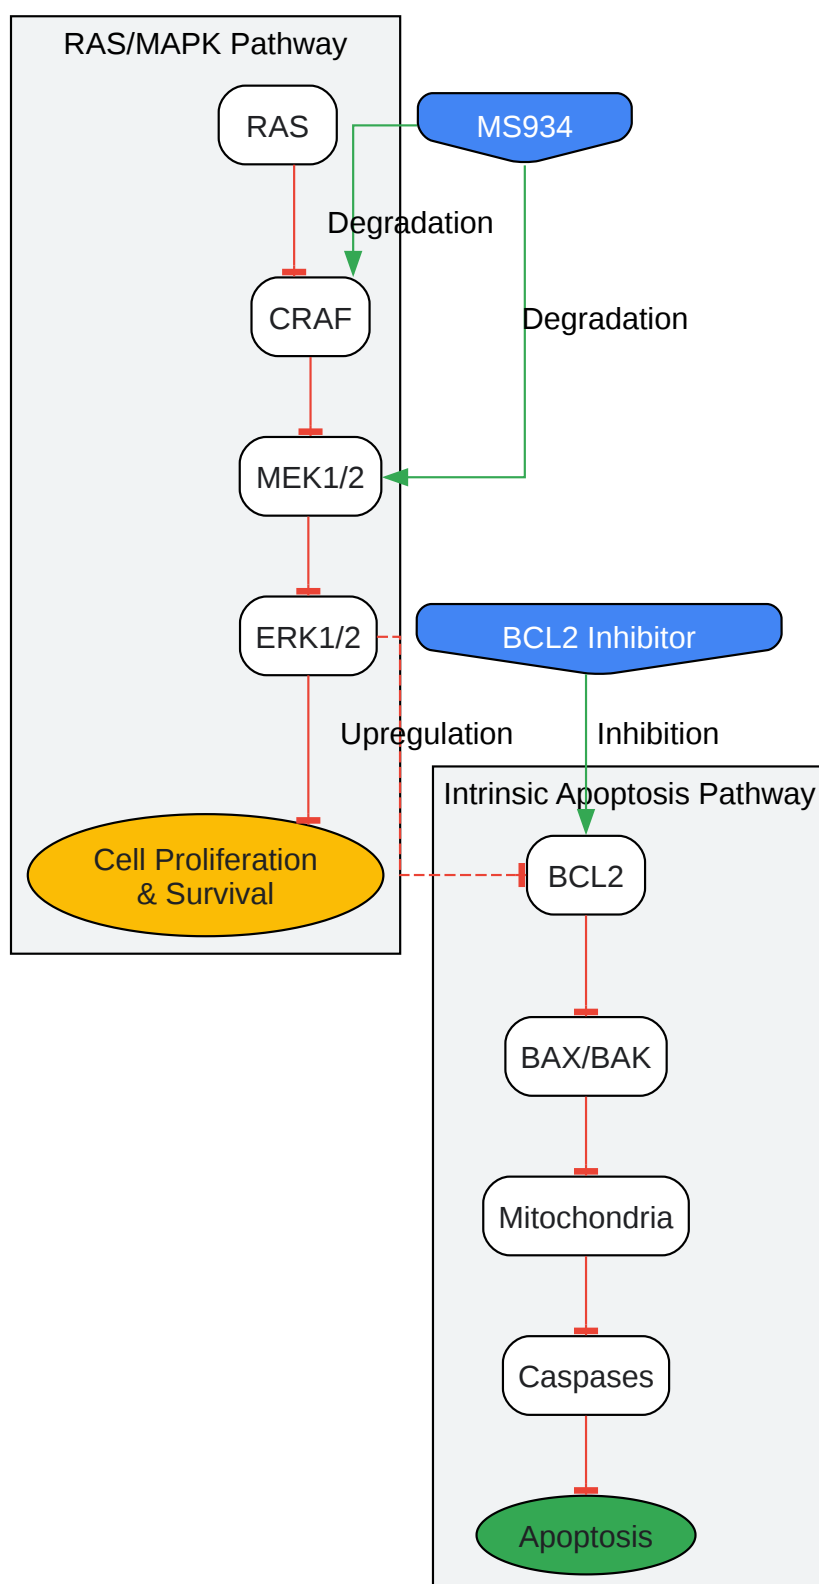 RAS/MAPK Pathway
RAS
MS934
Degradation
CRAF
Degradation
MEK1/2
ERK1/2
BCL2 Inhibitor
Upregulation
Inhibition
Intrinsic Apoptosis Pathway
Cell Proliferation
& Survival
BCL2
BAX/BAK
Mitochondria
Caspases
Apoptosis